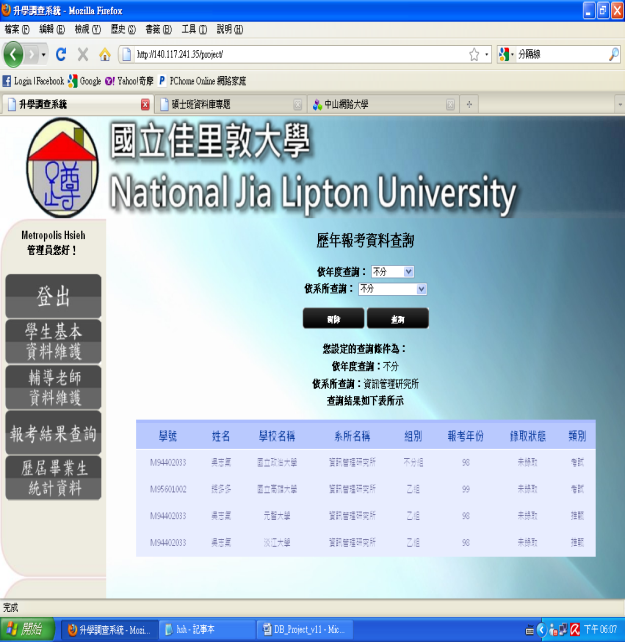 升學調查系統 - Mozilla Firefox
檔案(F) 編輯(E) 檢視(V) 歷史(S) 書籤(B) 工具(T) 說明(H)
http://140.117.241.35/project/
分隔線
Login | Facebook Google Yahoo!奇摩 PChome Online 網路家庭
升學調查系統 碩士班資料庫專題 中山網路大學
國立佳里敦大學
National Jia Lipton University
Metropolis Hsieh
管理員您好！
登出
學生基本
資料維護
輔導老師
資料維護
報考結果查詢
歷屆畢業生
統計資料
歷年報考資料查詢
依年度查詢： 不分
依系所查詢： 不分
清除 查詢
您設定的查詢條件為：
依年度查詢：不分
依系所查詢：資訊管理研究所
查詢結果如下表所示
學號 姓名 學校名稱 系所名稱 組別 報考年份 錄取狀態 類別
M94402033 國立政治大學 資訊管理研究所 不分組 98 未錄取 考試
M95601002 國立高雄大學 資訊管理研究所 乙組 99 未錄取 考試
M94402033 元智大學 資訊管理研究所 乙組 98 未錄取 推甄
M94402033 淡江大學 資訊管理研究所 乙組 98 未錄取 推甄
完成
開始 升學調查系統 - Mozi... hsh - 記事本 DB_Project_v11 - Mic... 下午 06:07